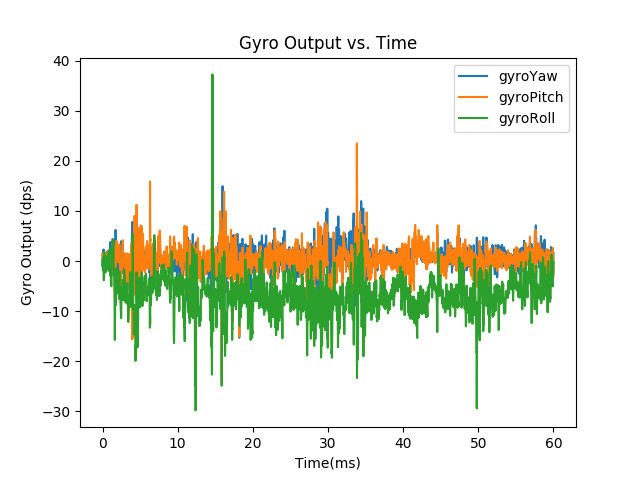 Gyro Output vs. Time
gyroYaw
gyroPitch
gyroRoll
Gyro Output (dps)
40
30
20
10
0
−10
−20
−30
0 10 20 30 40 50 60
Time(ms)